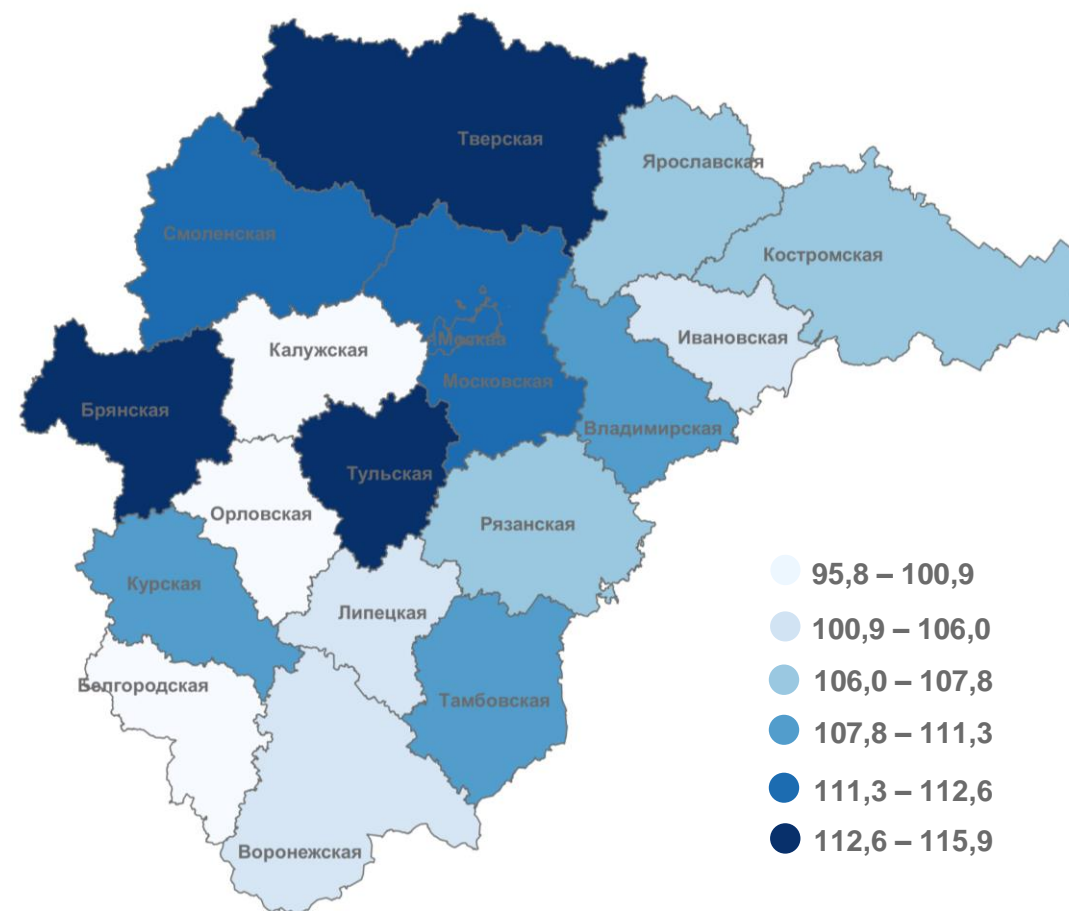 Тверская
Ярославская
Смоленская
Костромская
Москва
Ивановская
Калужская
Московская
Брянская
Владимирская
Тульская
Орловская
Рязанская
Курская
Липецкая
Белгородская
Тамбовская
Воронежская
95,8 – 100,9
100,9 – 106,0
106,0 – 107,8
107,8 – 111,3
111,3 – 112,6
112,6 – 115,9